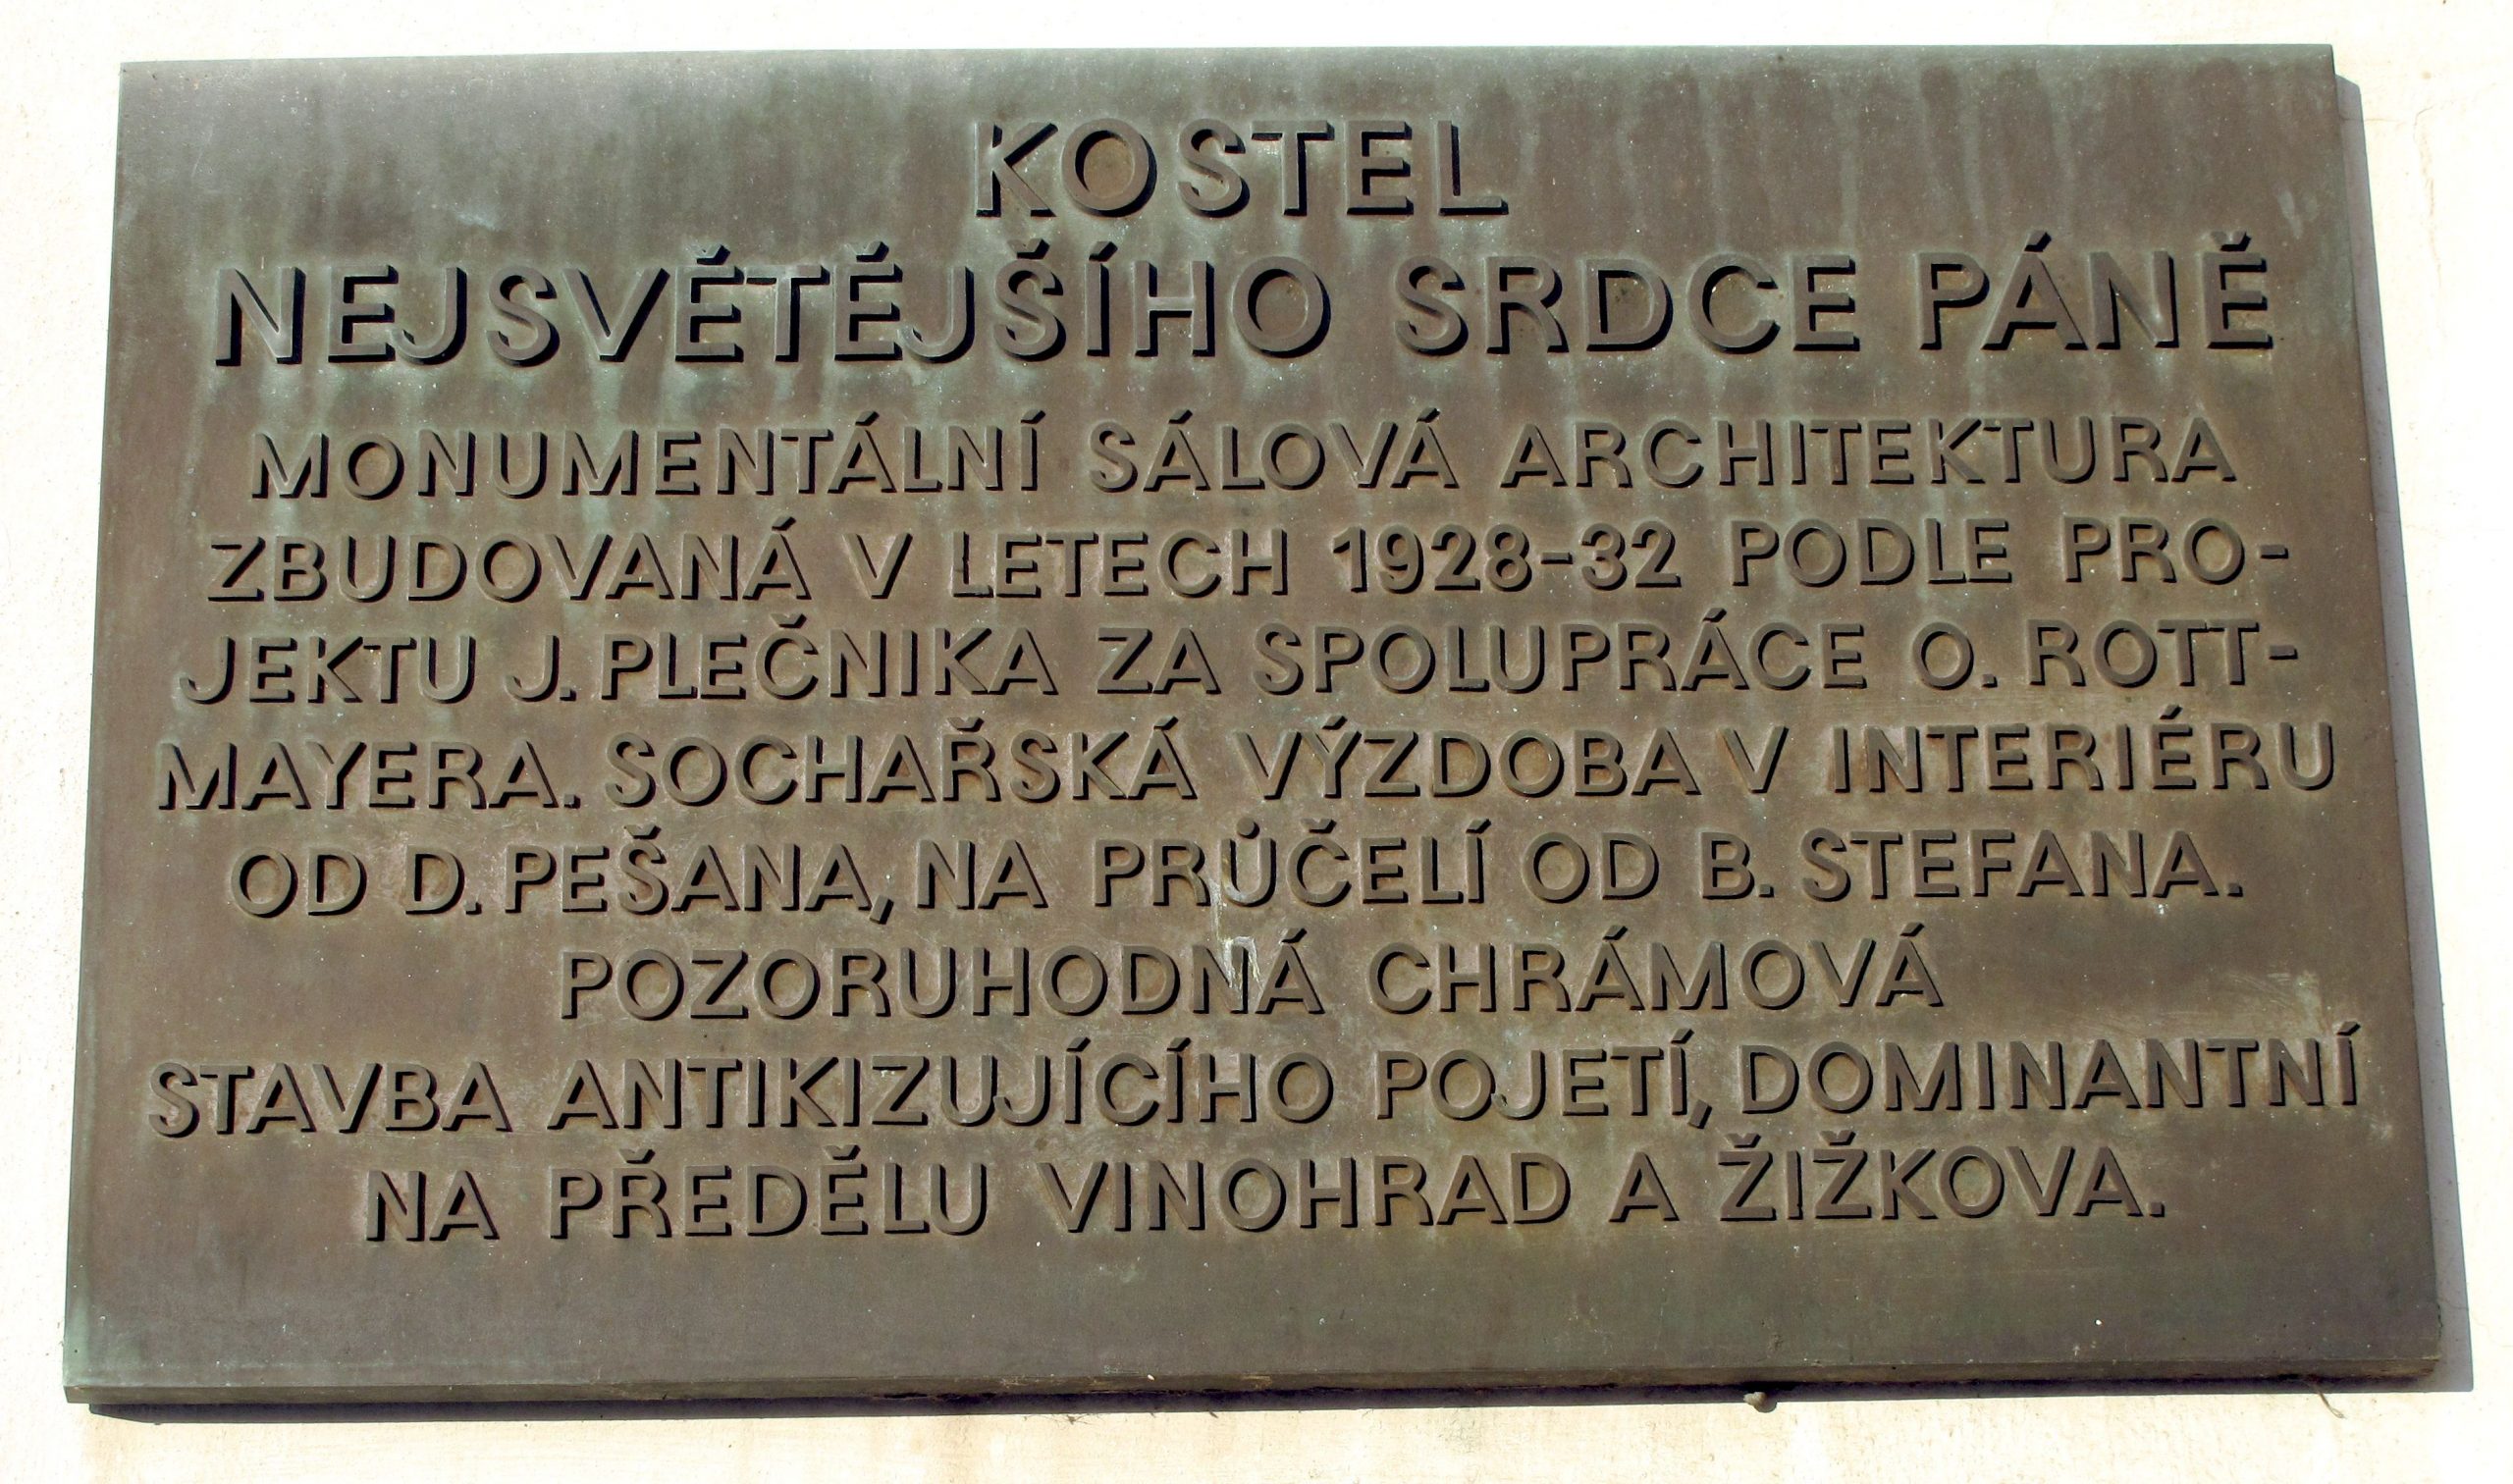 KOSTEL
NEJSVĚTĚJŠÍHO SRDCE PÁNĚ
MONUMENTÁLNÍ SÁLOVÁ ARCHITEKTURA
ZBUDOVANÁ V LETECH 1928-32 PODLE PRO-
JEKTU J. PLEČNIKA ZA SPOLUPRÁCE O. ROTT-
MAYERA. SOCHAŘSKÁ VÝZDOBA V INTERIÉRU
OD D. PEŠANA, NA PRŮČELÍ OD B. STEFANA.
POZORUHODNÁ CHRÁMOVÁ
STAVBA ANTIKIZUJÍCÍHO POJETÍ, DOMINANTNÍ
NA PŘEDĚLU VINOHRAD A ŽIŽKOVA.